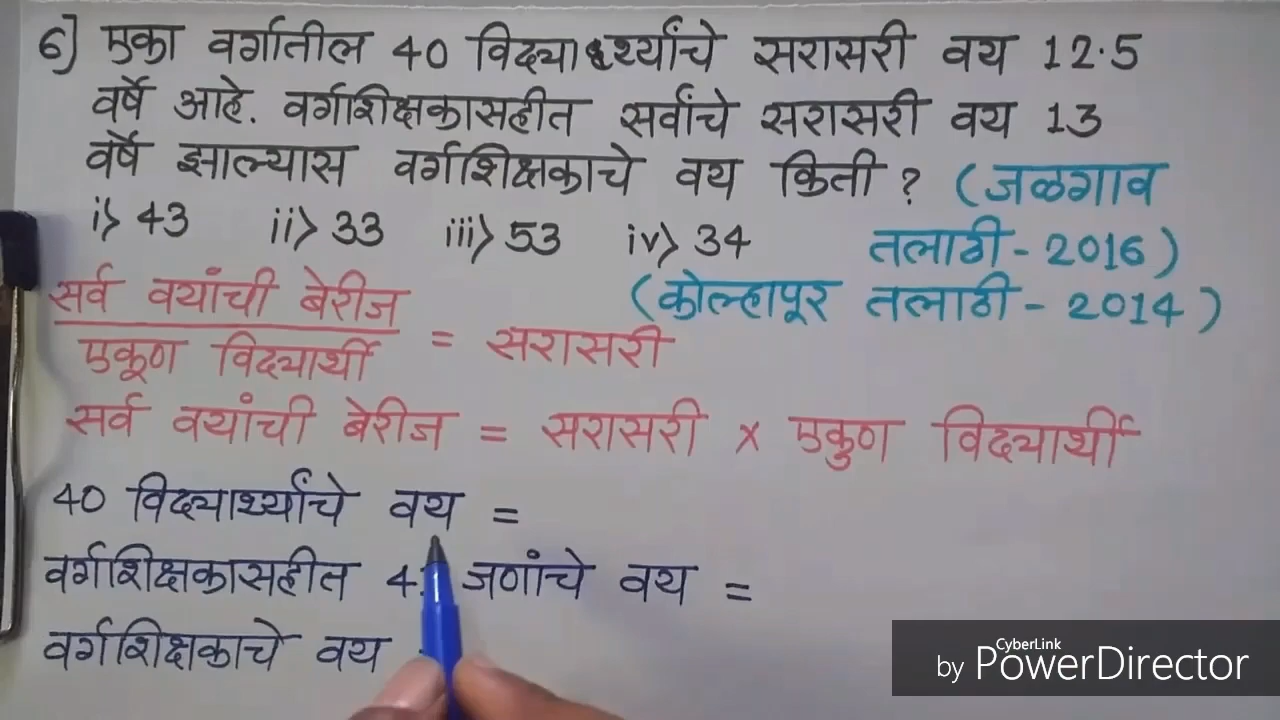 6] एका वर्गातील 40 विद्यार्थ्यांचे सरासरी वय 12.5
वर्षे आहे. वर्गशिक्षकासहीत सर्वांचे सरासरी वय 13
वर्षे झाल्यास वर्गशिक्षकाचे वय किती ? (जळगाव
तलाठी - 2016)
i> 43 ii> 33 iii> 53 iv> 34
(कोल्हापूर तलाठी - 2014)
सर्व वयांची बेरीज
एकूण विद्यार्थी
= सरासरी
सर्व वयांची बेरीज = सरासरी x एकुण विद्यार्थी
40 विद्यार्थ्यांचे वय =
वर्गशिक्षकासहीत जणांचे वय =
वर्गशिक्षकाचे वय
by CyberLink PowerDirector